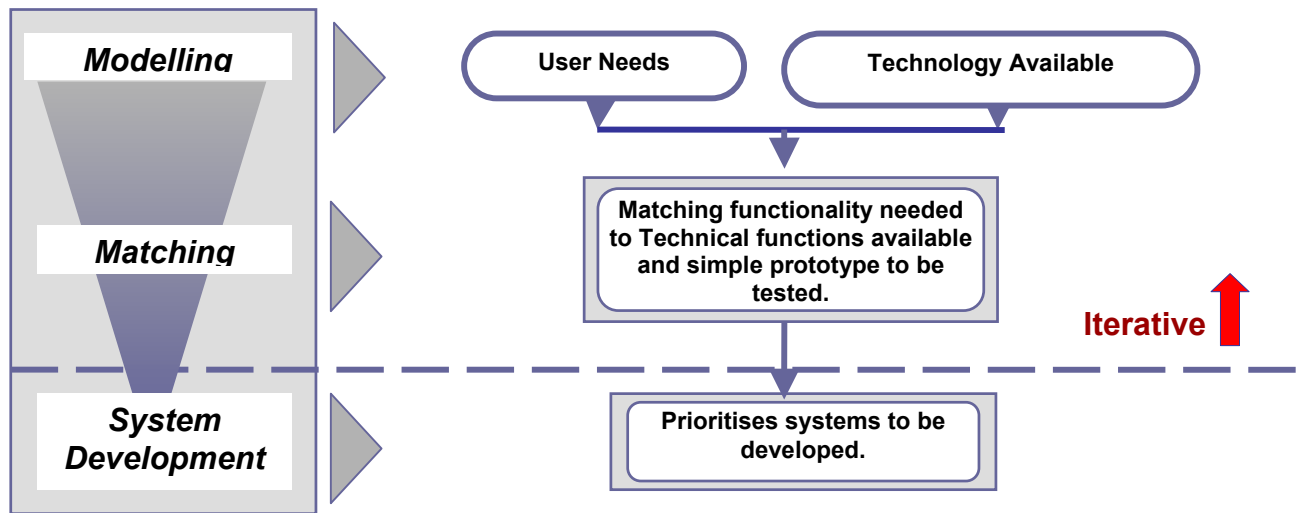 Modelling
User Needs
Technology Available
Matching
Matching functionality needed
to Technical functions available
and simple prototype to be
tested.
Iterative
System
Development
Prioritises systems to be
developed.